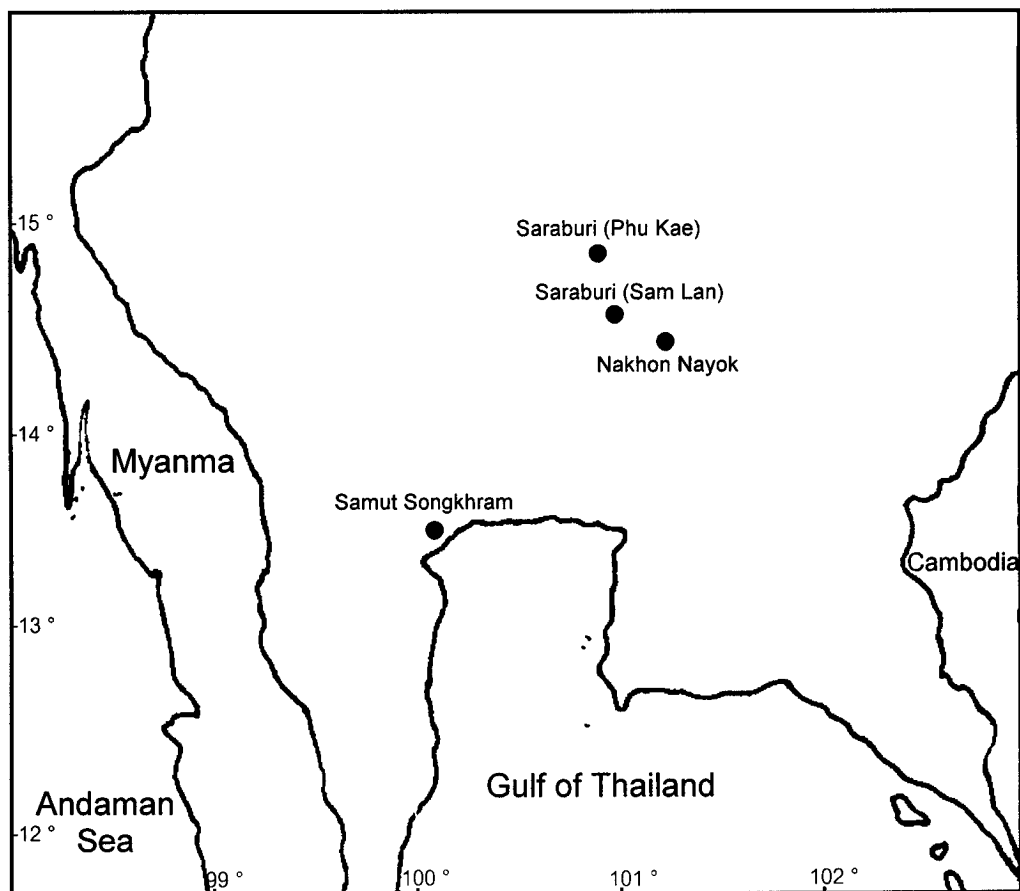 15 °
Saraburi (Phu Kae)
Saraburi (Sam Lan)
Nakhon Nayok
14 °
Myanma
Samut Songkhram
Cambodia
13 °
Gulf of Thailand
Andaman
Sea
12 °
99 °
100 °
101 °
102 °